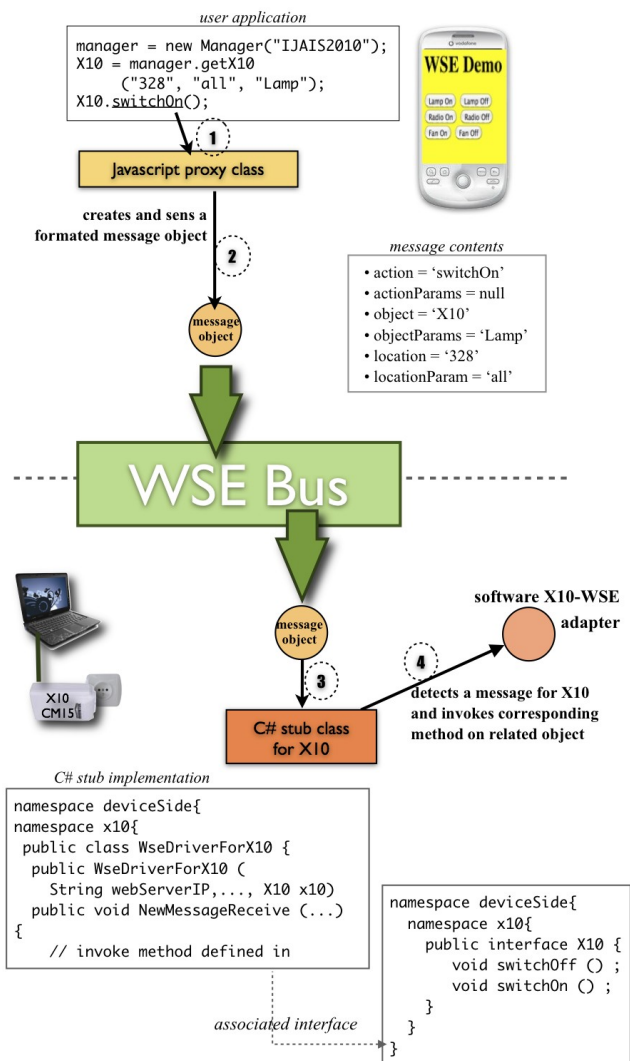 user application
manager = new Manager("IJAIS2010");
X10 = manager.getX10
("328", "all", "Lamp");
X10.switchOn();
1
Javascript proxy class
creates and sens a
formated message object
2
message
object
vodafone
WSE Demo
Lamp On Lamp Off
Radio On Radio Off
Fan On Fan Off
message contents
• action = ‘switchOn’
• actionParams = null
• object = ‘X10’
• objectParams = ‘Lamp’
• location = ‘328’
• locationParam = ‘all’
WSE Bus
message
object
software X10-WSE
adapter
3
4
detects a message for X10
and invokes corresponding
method on related object
X10
CM15
C# stub class
for X10
C# stub implementation
namespace deviceSide{
namespace x10{
public class WseDriverForX10 {
public WseDriverForX10 (
String webServerIP,..., X10 x10)
public void NewMessageReceive (...)
{
// invoke method defined in
associated interface
namespace deviceSide{
namespace x10{
public interface X10 {
void switchOff () ;
void switchOn () ;
}
}
}